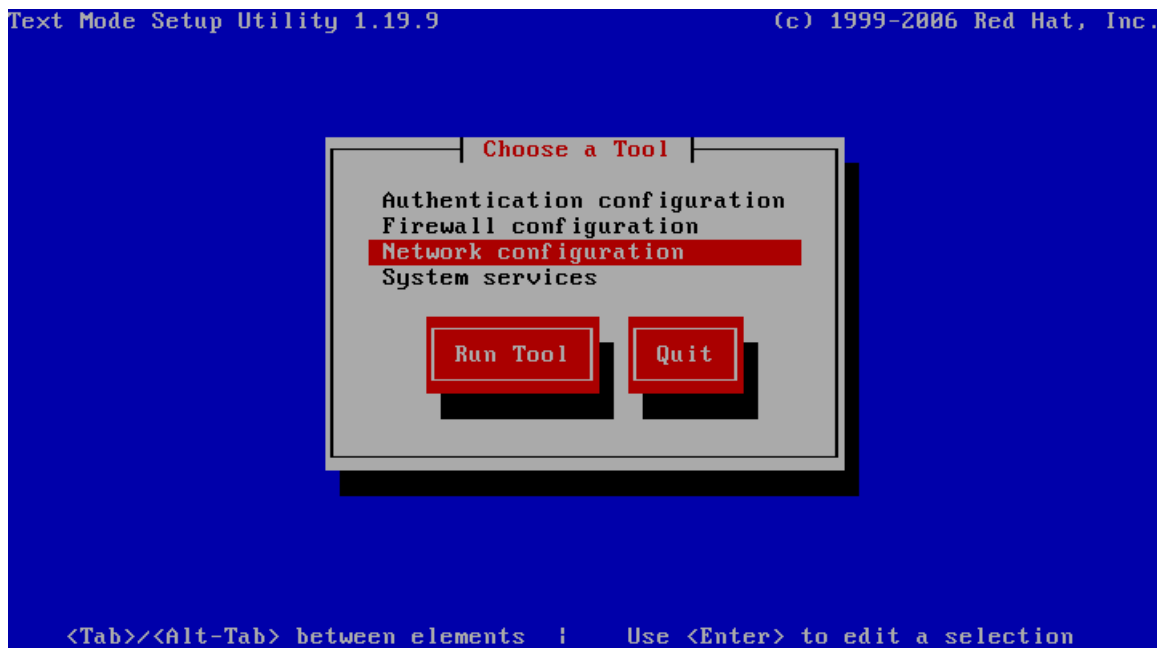 Text Mode Setup Utility 1.19.9 (c) 1999-2006 Red Hat, Inc.
Choose a Tool
Authentication configuration
Firewall configuration
Network configuration
System services
Run Tool Quit
<Tab>/<Alt-Tab> between elements | Use <Enter> to edit a selection